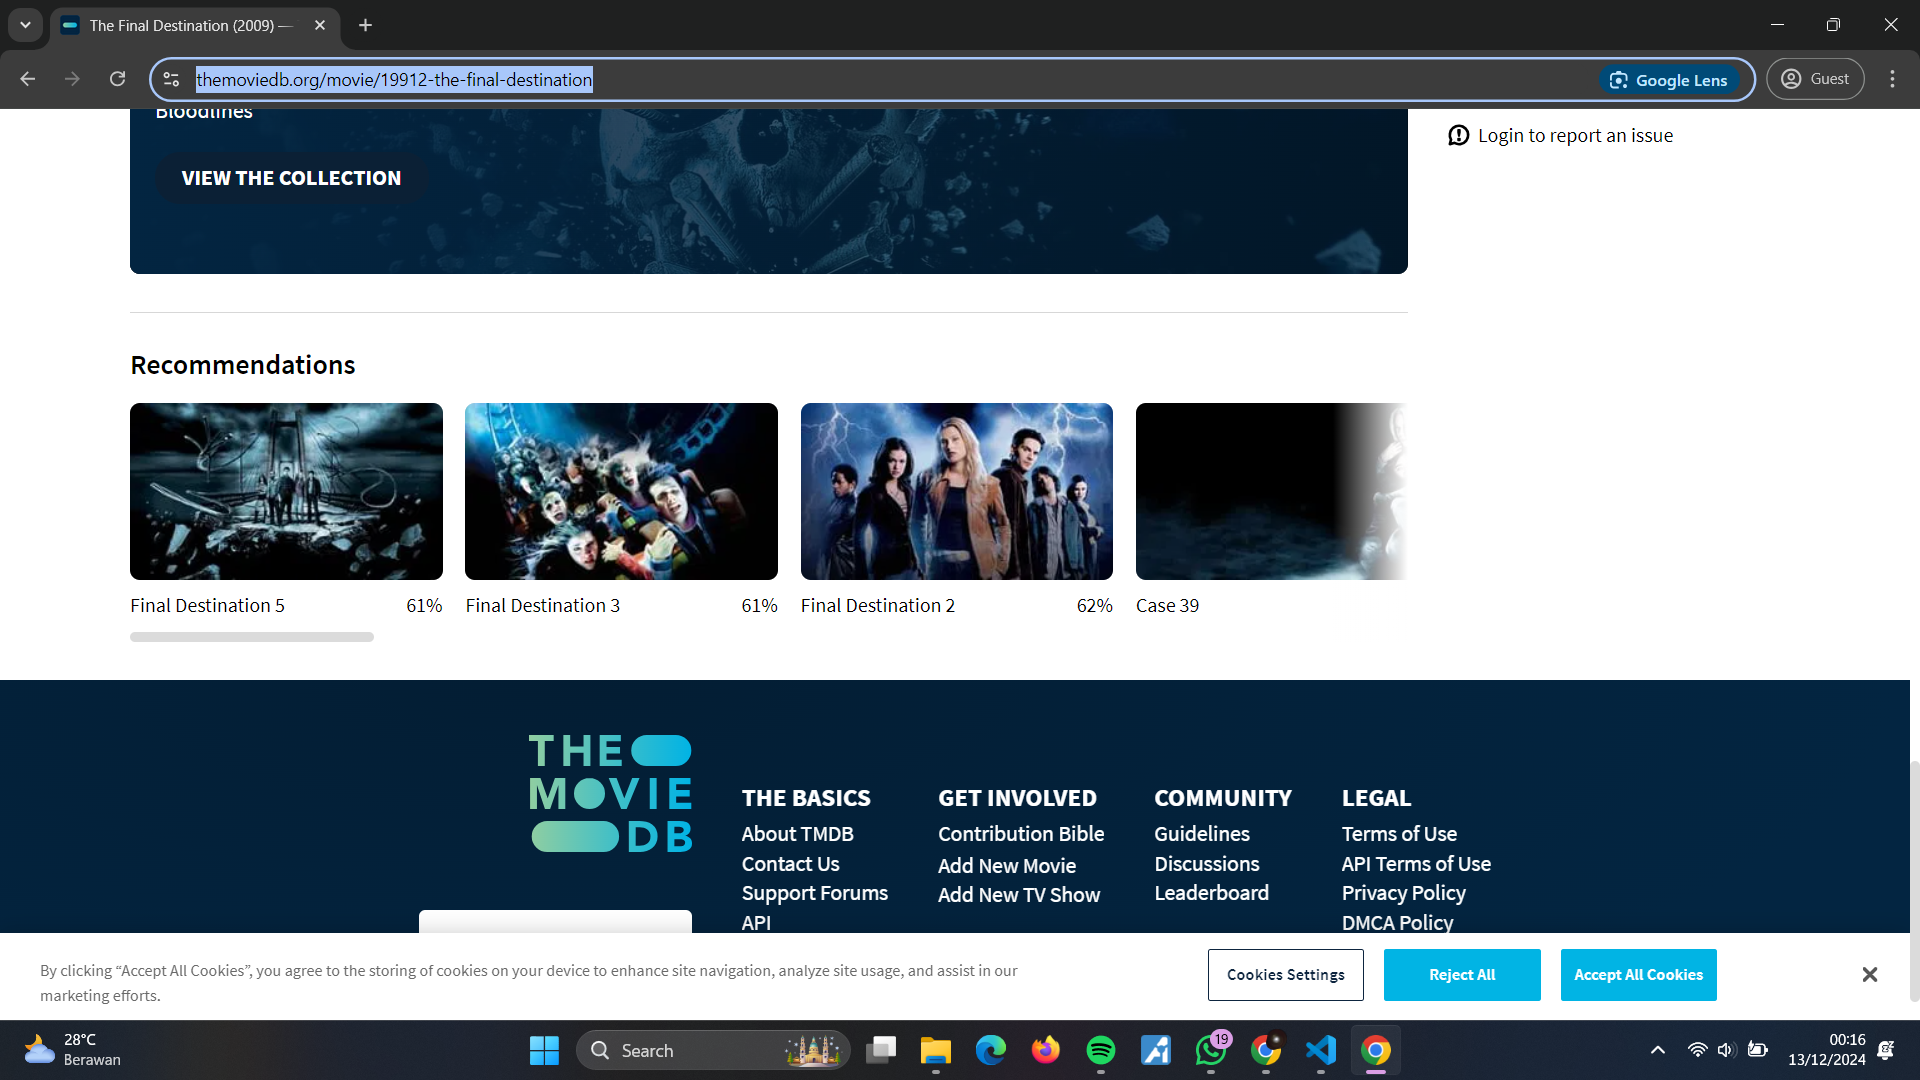 The Final Destination (2009) —
themoviedb.org/movie/19912-the-final-destination
Google Lens
Guest
Bloodlines
VIEW THE COLLECTION
Login to report an issue
Recommendations
Final Destination 5 61%
Final Destination 3 61%
Final Destination 2 62%
Case 39
THE
MOVIE
DB
THE BASICS
About TMDB
Contact Us
Support Forums
API
GET INVOLVED
Contribution Bible
Add New Movie
Add New TV Show
COMMUNITY
Guidelines
Discussions
Leaderboard
LEGAL
Terms of Use
API Terms of Use
Privacy Policy
DMCA Policy
By clicking “Accept All Cookies”, you agree to the storing of cookies on your device to enhance site navigation, analyze site usage, and assist in our
marketing efforts.
Cookies Settings
Reject All
Accept All Cookies
28°C
Berawan
Search
19
00:16
13/12/2024